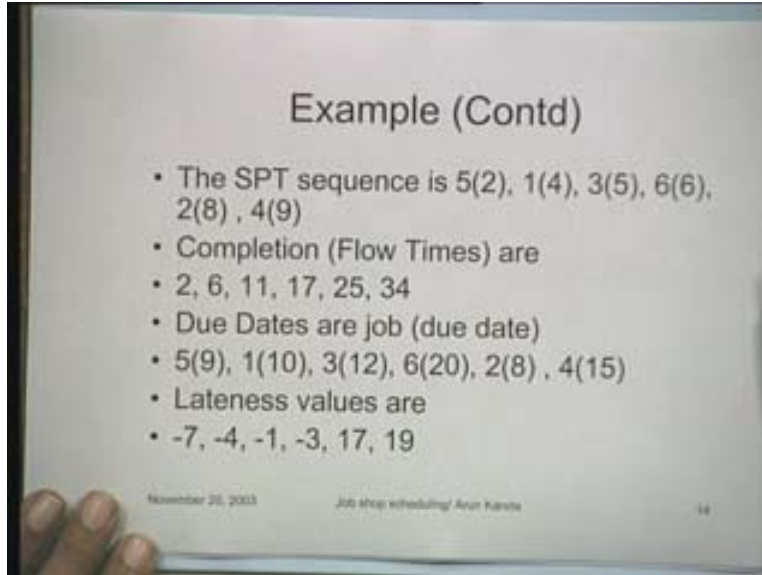 Example (Contd)
• The SPT sequence is 5(2), 1(4), 3(5), 6(6),
2(8) , 4(9)
• Completion (Flow Times) are
• 2, 6, 11, 17, 25, 34
• Due Dates are job (due date)
• 5(9), 1(10), 3(12), 6(20), 2(8) , 4(15)
• Lateness values are
• -7, -4, -1, -3, 17, 19
November 20, 2003 Job shop scheduling/ Arun Kanda 14